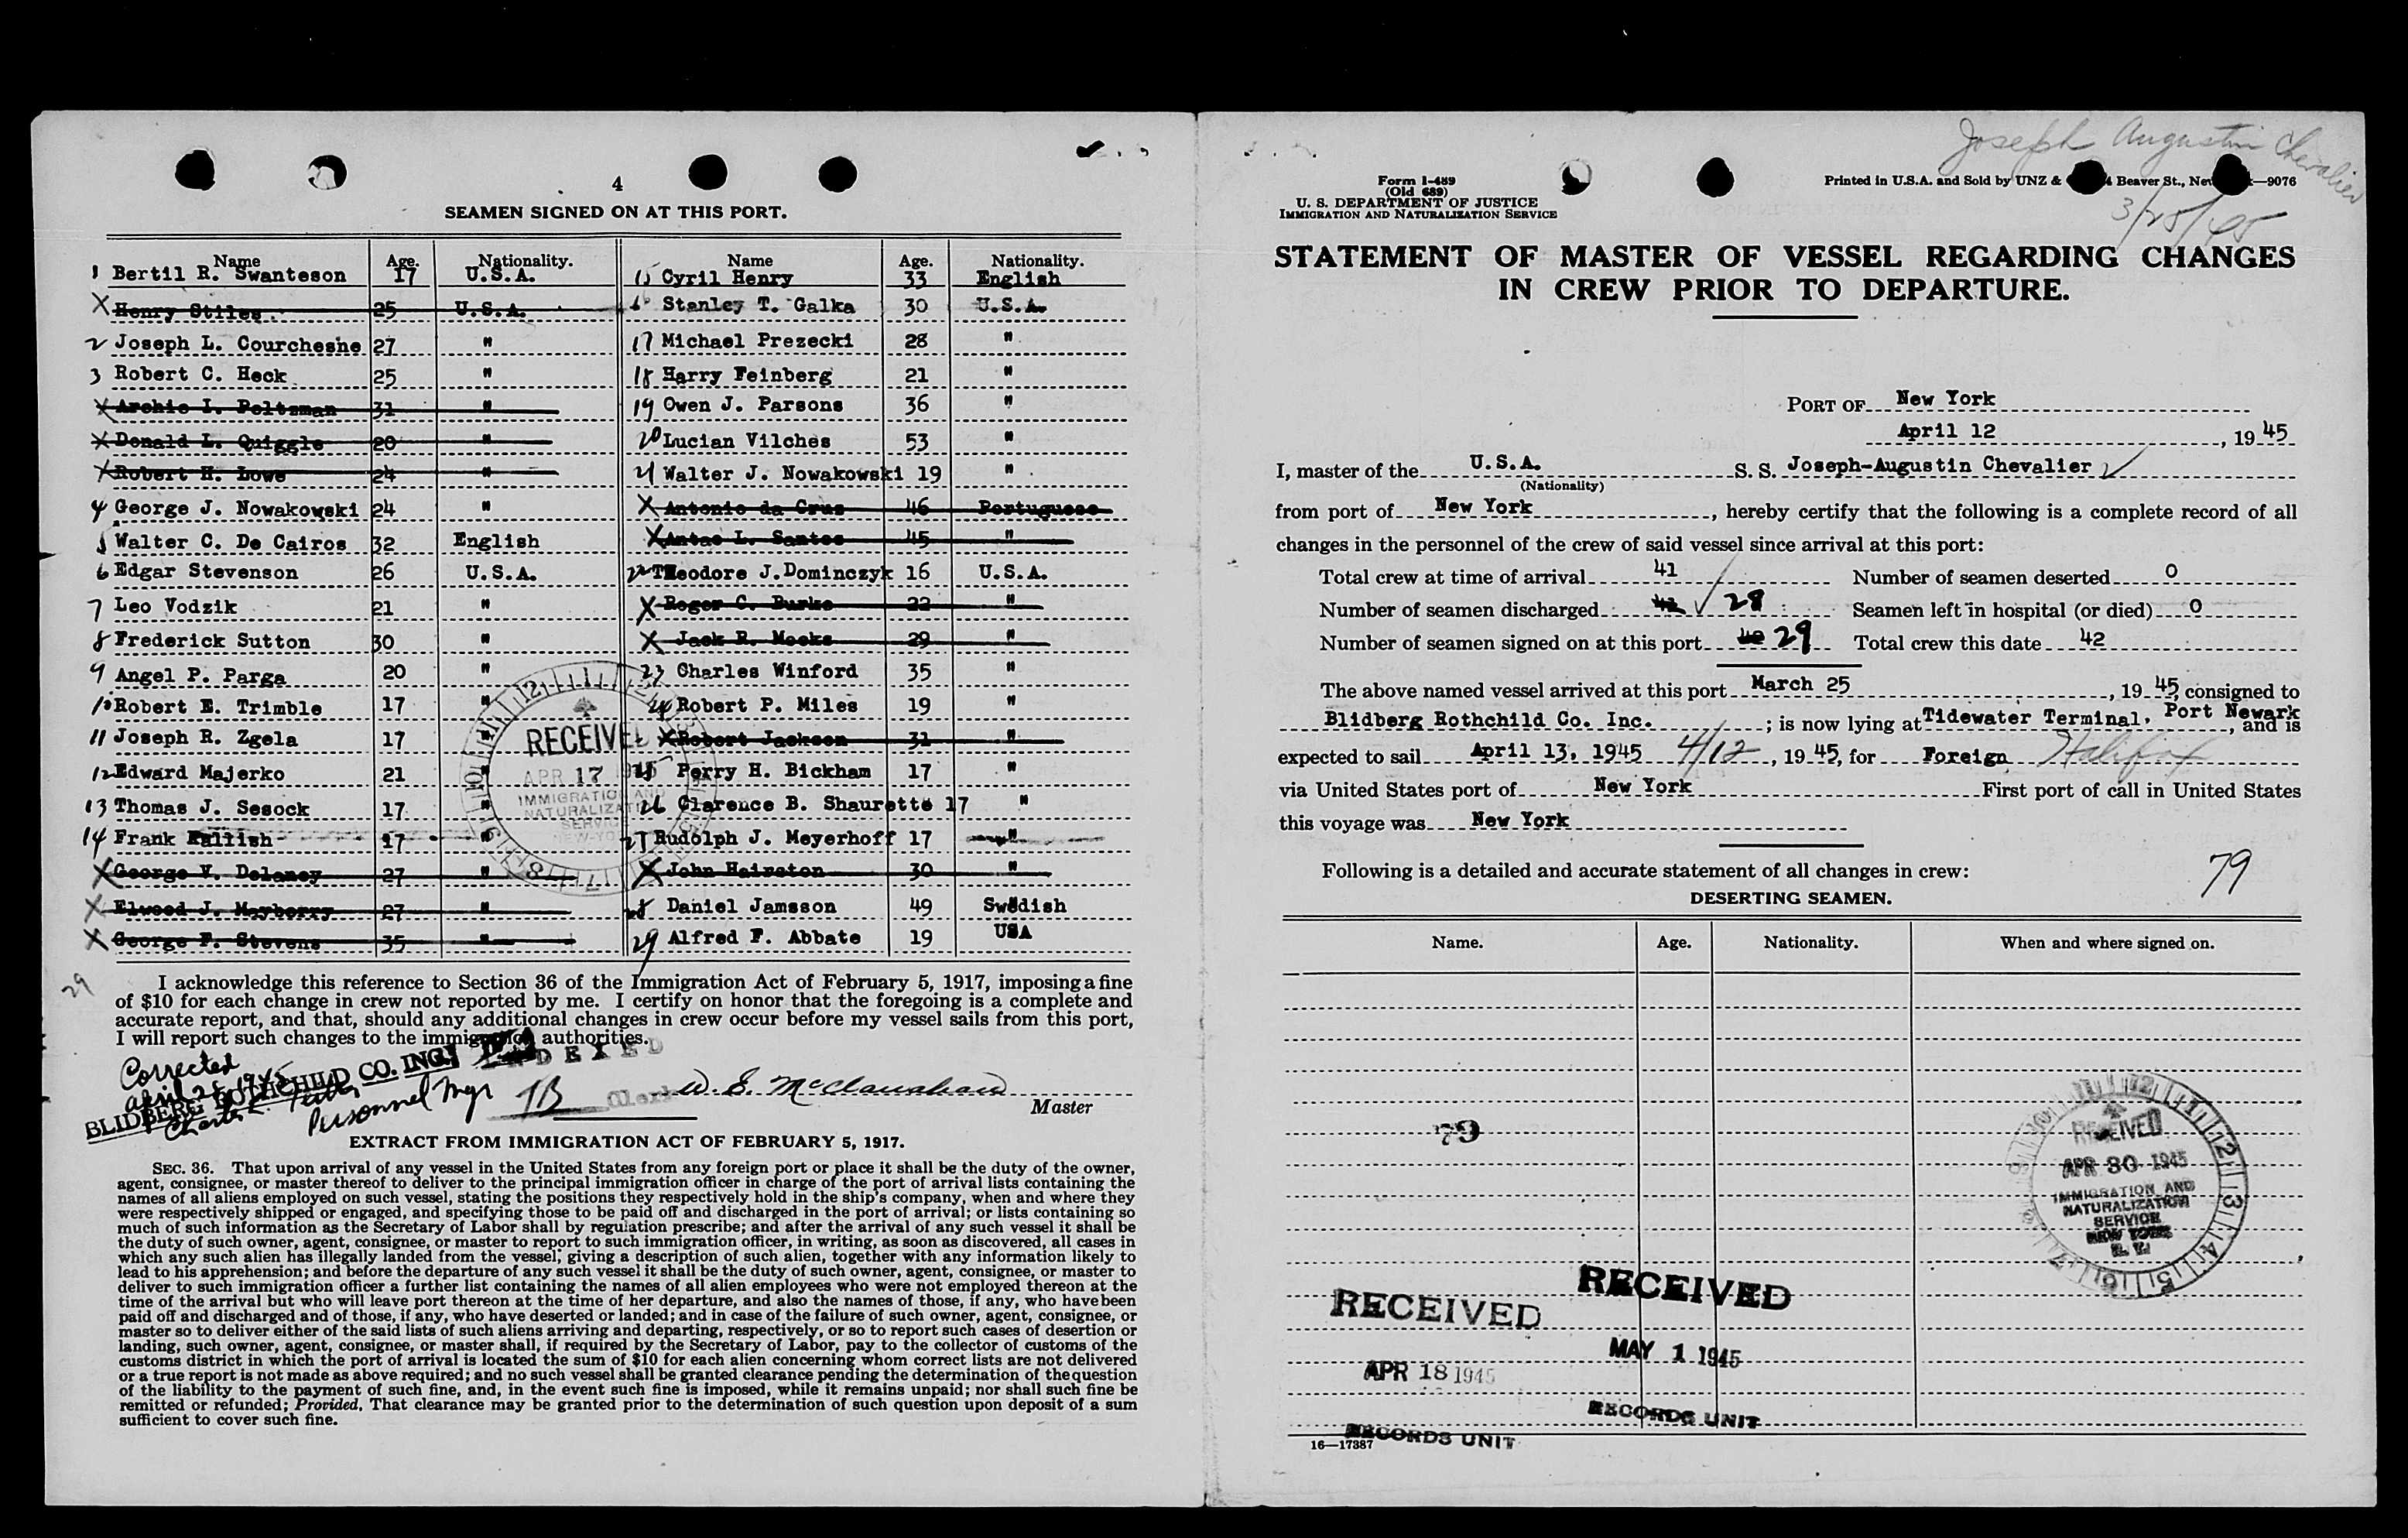 4
SEAMEN SIGNED ON AT THIS PORT.
Name Age. Nationality. Name Age. Nationality.
1 Bertil R. Swanteson 17 U.S.A.
X Henry Stiles 25 U.S.A.
2 Joseph L. Courcheshe 27 "
3 Robert C. Heck 25 "
X Archie I. Poltzman 31 "
X Donald L. Quiggle 20 "
X Robert H. Lowe 24 "
4 George J. Nowakowski 24 "
5 Walter C. De Cairos 32 English
6 Edgar Stevenson 26 U.S.A.
7 Leo Vodzik 21 "
8 Frederick Sutton 30 "
9 Angel P. Parga 20 "
10 Robert E. Trimble 17 "
11 Joseph R. Zgela 17 "
12 Edward Majerko 21 "
13 Thomas J. Sesock 17 "
14 Frank 17 "
X George V. Delaney 27 "
X Elwood J. Mayberry 27 "
X George F. Stevens 35 "
15 Cyril Henry 33 English
16 Stanley T. Galka 30 U.S.A.
17 Michael Prezecki 28 "
18 Harry Feinberg 21 "
19 Owen J. Parsons 36 "
20 Lucian Vilches 53 "
21 Walter J. Nowakowski 19 "
X Antonio da Cruz 46 Portuguese
X Antao L. Santos 45 "
22 Theodore J. Dominczyk 16 U.S.A.
X Roger C. Burke 22 "
X Jack R. Meeks 29 "
23 Charles Winford 35 "
24 Robert P. Miles 19 "
X Robert Jackson 31 "
25 Perry H. Bickham 17 "
26 Clarence B. Shaurette 17 "
27 Rudolph J. Meyerhoff 17 "
X John Hairston 30 "
28 Daniel Jamsson 49 Swedish
29 Alfred F. Abbate 19 USA
RECEIVED
APR 17 1945
IMMIGRATION AND
NATURALIZATION
SERVICE
29
I acknowledge this reference to Section 36 of the Immigration Act of February 5, 1917, imposing a fine
of $10 for each change in crew not reported by me. I certify on honor that the foregoing is a complete and
accurate report, and that, should any additional changes in crew occur before my vessel sails from this port,
I will report such changes to the immigration authorities.
INDEXED
Corrected
April 28 1945
BLIDBERG ROTHCHILD CO. INC.
Personnel Mgr
JB Clerk W. E. McClanahan
Master
EXTRACT FROM IMMIGRATION ACT OF FEBRUARY 5, 1917.
SEC. 36. That upon arrival of any vessel in the United States from any foreign port or place it shall be the duty of the owner,
agent, consignee, or master thereof to deliver to the principal immigration officer in charge of the port of arrival lists containing the
names of all aliens employed on such vessel, stating the positions they respectively hold in the ship's company, when and where they
were respectively shipped or engaged, and specifying those to be paid off and discharged in the port of arrival; or lists containing so
much of such information as the Secretary of Labor shall by regulation prescribe; and after the arrival of any such vessel it shall be
the duty of such owner, agent, consignee, or master to report to such immigration officer, in writing, as soon as discovered, all cases in
which any such alien has illegally landed from the vessel, giving a description of such alien, together with any information likely to
lead to his apprehension; and before the departure of any such vessel it shall be the duty of such owner, agent, consignee, or master to
deliver to such immigration officer a further list containing the names of all alien employees who were not employed thereon at the
time of the arrival but who will leave port thereon at the time of her departure, and also the names of those, if any, who have been
paid off and discharged and of those, if any, who have deserted or landed; and in case of the failure of such owner, agent, consignee, or
master so to deliver either of the said lists of such aliens arriving and departing, respectively, or so to report such cases of desertion or
landing, such owner, agent, consignee, or master shall, if required by the Secretary of Labor, pay to the collector of customs of the
customs district in which the port of arrival is located the sum of $10 for each alien concerning whom correct lists are not delivered
or a true report is not made as above required; and no such vessel shall be granted clearance pending the determination of the question
of the liability to the payment of such fine, and, in the event such fine is imposed, while it remains unpaid; nor shall such fine be
remitted or refunded; Provided, That clearance may be granted prior to the determination of such question upon deposit of a sum
sufficient to cover such fine.
Joseph Augustin Chevalier
3/25/45
Form I-489
(Old 689)
U. S. DEPARTMENT OF JUSTICE
IMMIGRATION AND NATURALIZATION SERVICE
Printed in U.S.A. and Sold by UNZ & Beaver St., New —9076
STATEMENT OF MASTER OF VESSEL REGARDING CHANGES
IN CREW PRIOR TO DEPARTURE.
PORT OF New York
April 12, 1945
I, master of the U.S.A. S. S. Joseph-Augustin Chevalier
(Nationality)
from port of New York, hereby certify that the following is a complete record of all
changes in the personnel of the crew of said vessel since arrival at this port:
Total crew at time of arrival 41 Number of seamen deserted 0
Number of seamen discharged 28 Seamen left in hospital (or died) 0
Number of seamen signed on at this port 40 29 Total crew this date 42
The above named vessel arrived at this port March 25, 1945, consigned to
Blidberg Rothchild Co. Inc.; is now lying at Tidewater Terminal, Port Newark, and is
expected to sail April 13, 1945 4/12, 1945, for Foreign Halifax
via United States port of New York First port of call in United States
this voyage was New York
Following is a detailed and accurate statement of all changes in crew: 79
DESERTING SEAMEN.
Name. Age. Nationality. When and where signed on.
79
RECEIVED
APR 30 1945
IMMIGRATION AND
NATURALIZATION
SERVICE
NEW YORK
N. Y.
RECEIVED
APR 18 1945
RECORDS UNIT
RECEIVED
MAY 1 1945
RECORDS UNIT
16—17387